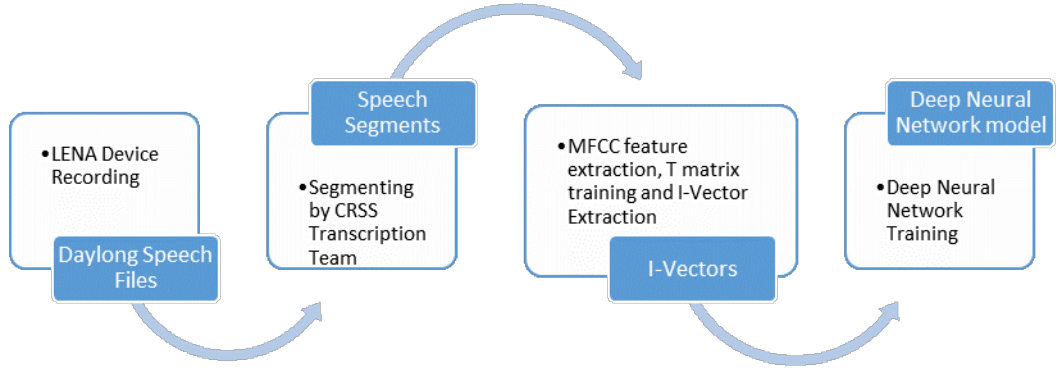 •LENA Device
Recording
Daylong Speech
Files
Speech
Segments
•Segmenting
by CRSS
Transcription
Team
•MFCC feature
extraction, T matrix
training and I-Vector
Extraction
I-Vectors
Deep Neural
Network model
•Deep Neural
Network
Training